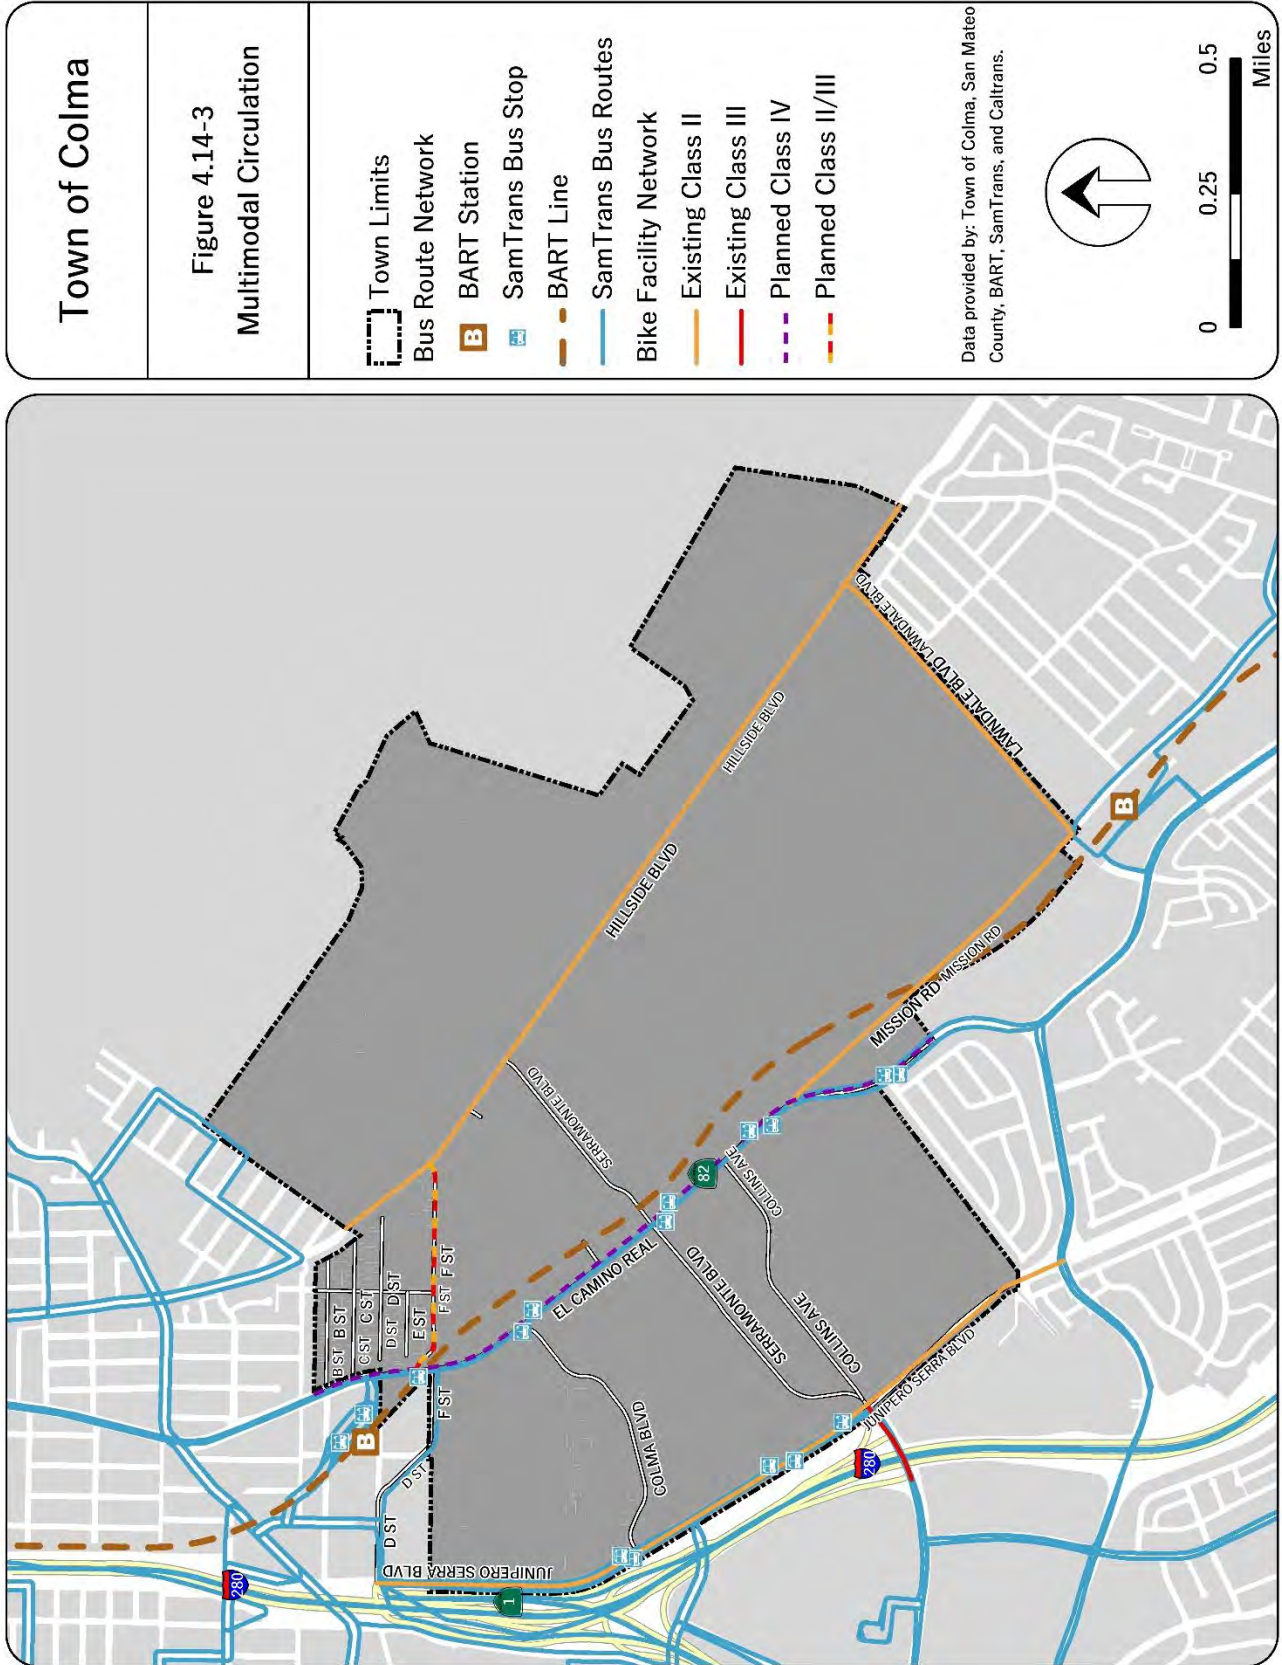 Town of Colma
Figure 4.14-3
Multimodal Circulation
Town Limits
Bus Route Network
B BART Station
SamTrans Bus Stop
BART Line
SamTrans Bus Routes
Bike Facility Network
Existing Class II
Existing Class III
Planned Class IV
Planned Class II/III
Data provided by: Town of Colma, San Mateo
County, BART, SamTrans, and Caltrans.
0 0.25 0.5
Miles
HILLSIDE BLVD
HILLSIDE BLVD
LAWNDALE BLVD LAWNDALE BLVD
SERRAMONTE BLVD
MISSION RD MISSION RD
B
82
COLLINS AVE
EL CAMINO REAL
SERRAMONTE BLVD
COLLINS AVE
B ST B ST
C ST C ST
D ST D ST
E ST
F ST F ST
F ST
B
D ST
D ST
COLMA BLVD
JUNIPERO SERRA BLVD
JUNIPERO SERRA BLVD
280
280
1